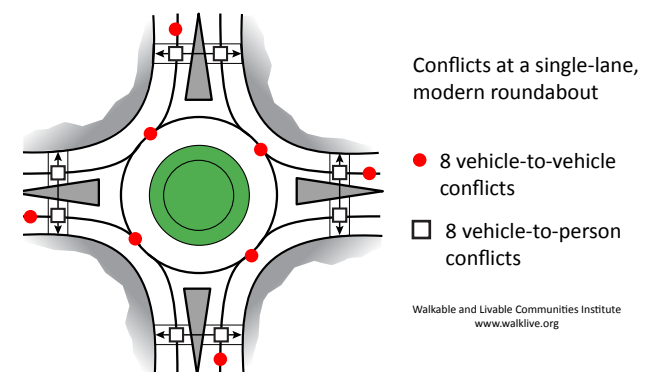 Conflicts at a single-lane,
modern roundabout
8 vehicle-to-vehicle
conflicts
8 vehicle-to-person
conflicts
Walkable and Livable Communities Institute
www.walklive.org